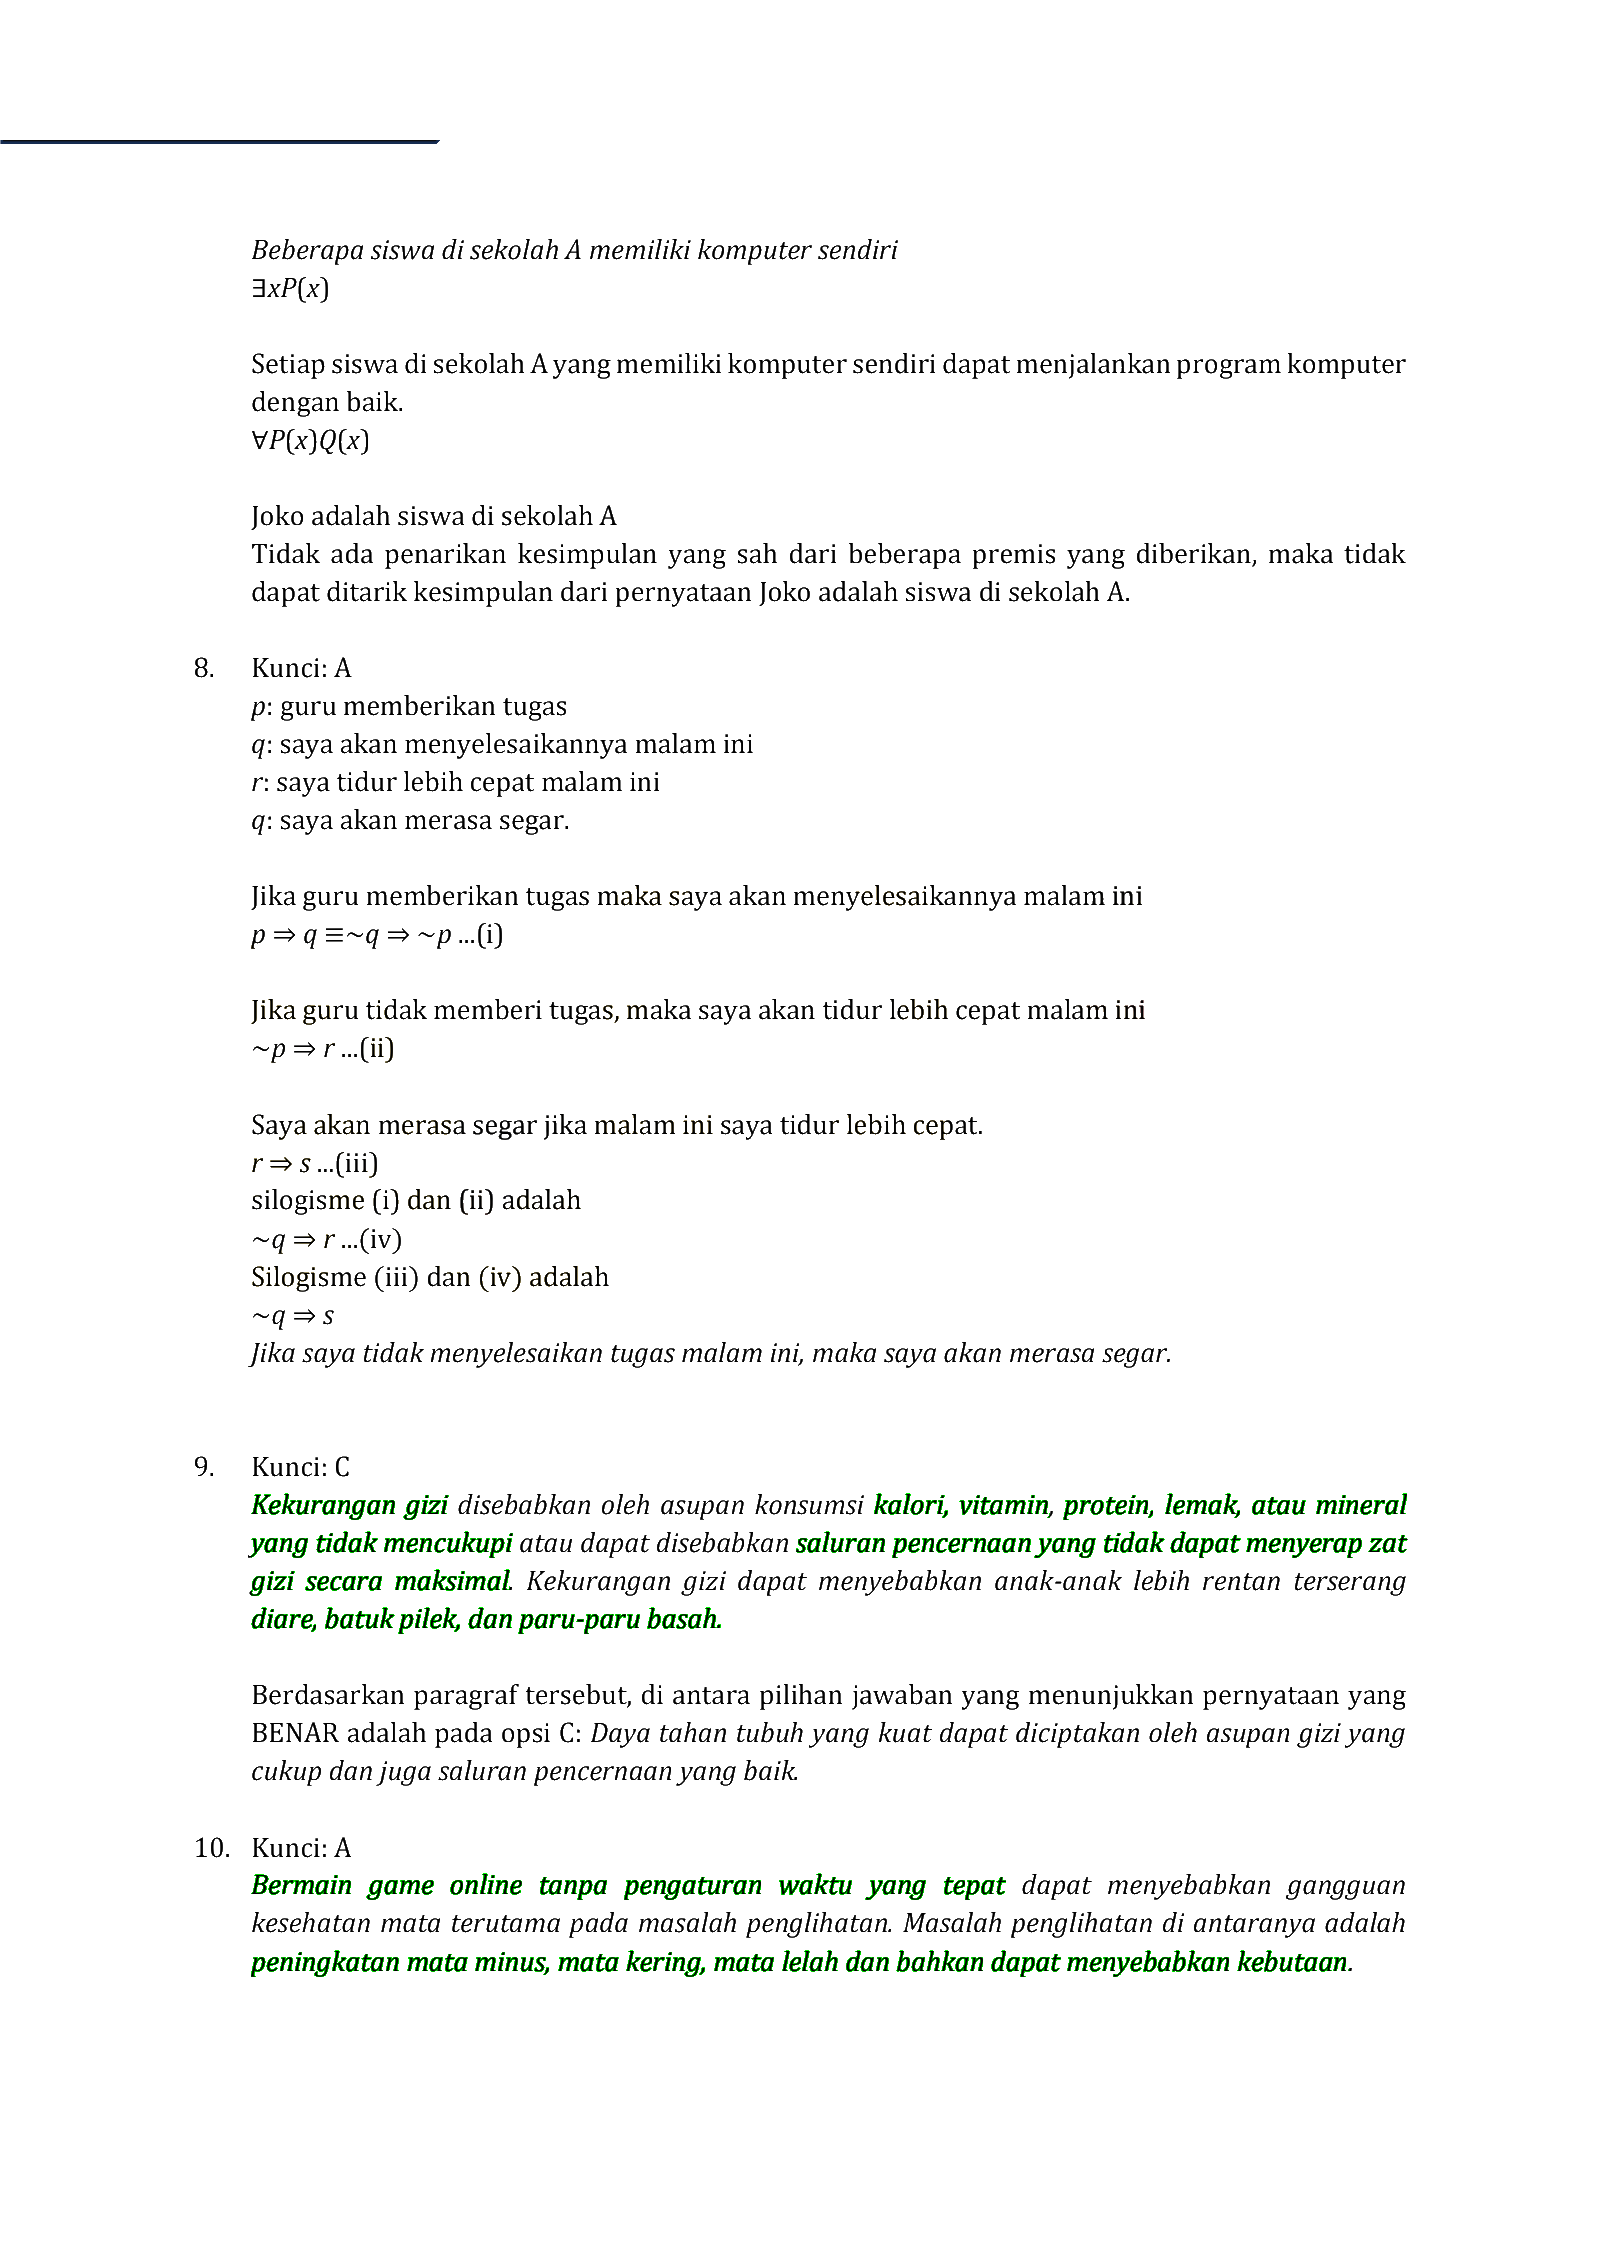 Beberapa siswa di sekolah A memiliki komputer sendiri
∃xP(x)
Setiap siswa di sekolah A yang memiliki komputer sendiri dapat menjalankan program komputer
dengan baik.
∀P(x)Q(x)
Joko adalah siswa di sekolah A
Tidak ada penarikan kesimpulan yang sah dari beberapa premis yang diberikan, maka tidak
dapat ditarik kesimpulan dari pernyataan Joko adalah siswa di sekolah A.
8. Kunci: A
p: guru memberikan tugas
q: saya akan menyelesaikannya malam ini
r: saya tidur lebih cepat malam ini
q: saya akan merasa segar.
Jika guru memberikan tugas maka saya akan menyelesaikannya malam ini
p ⇒ q ≡~q ⇒ ~p ...(i)
Jika guru tidak memberi tugas, maka saya akan tidur lebih cepat malam ini
~p ⇒ r ...(ii)
Saya akan merasa segar jika malam ini saya tidur lebih cepat.
r ⇒ s ...(iii)
silogisme (i) dan (ii) adalah
~q ⇒ r ...(iv)
Silogisme (iii) dan (iv) adalah
~q ⇒ s
Jika saya tidak menyelesaikan tugas malam ini, maka saya akan merasa segar.
9. Kunci: C
Kekurangan gizi disebabkan oleh asupan konsumsi kalori, vitamin, protein, lemak, atau mineral
yang tidak mencukupi atau dapat disebabkan saluran pencernaan yang tidak dapat menyerap zat
gizi secara maksimal. Kekurangan gizi dapat menyebabkan anak-anak lebih rentan terserang
diare, batuk pilek, dan paru-paru basah.
Berdasarkan paragraf tersebut, di antara pilihan jawaban yang menunjukkan pernyataan yang
BENAR adalah pada opsi C: Daya tahan tubuh yang kuat dapat diciptakan oleh asupan gizi yang
cukup dan juga saluran pencernaan yang baik.
10. Kunci: A
Bermain game online tanpa pengaturan waktu yang tepat dapat menyebabkan gangguan
kesehatan mata terutama pada masalah penglihatan. Masalah penglihatan di antaranya adalah
peningkatan mata minus, mata kering, mata lelah dan bahkan dapat menyebabkan kebutaan.